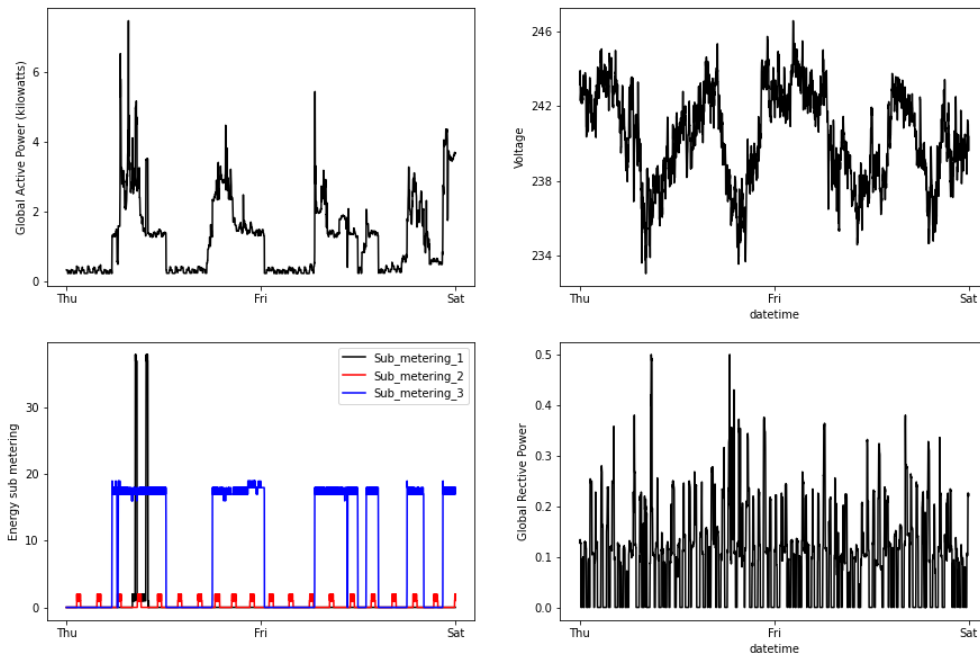 Global Active Power (kilowatts)
6
4
2
0
Thu
Fri
Sat
Voltage
246
242
238
234
Thu
Fri
Sat
datetime
Energy sub metering
30
20
10
0
Thu
Fri
Sat
Sub_metering_1
Sub_metering_2
Sub_metering_3
Global Rective Power
0.5
0.4
0.3
0.2
0.1
0.0
Thu
Fri
Sat
datetime